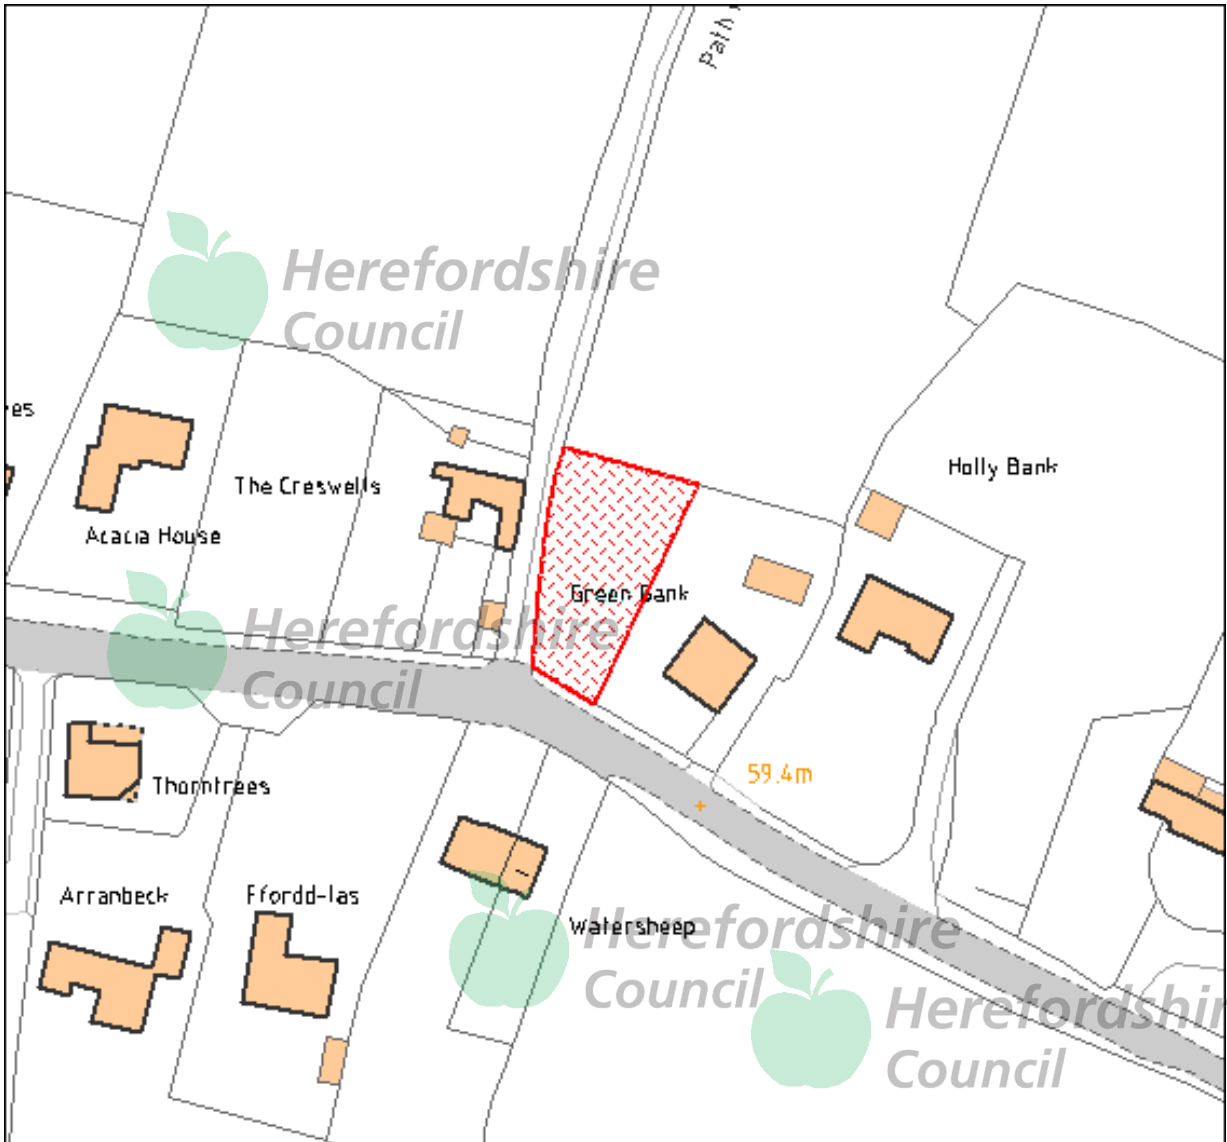 Path
Herefordshire
Council
es
Holly Bank
The Creswells
Acacia House
Green Bank
Herefordshire
Council
59.4m
Thorntrees
Arranbeck
Ffordd-las
Watersheep
Herefordshire
Council
Herefordshir
Council